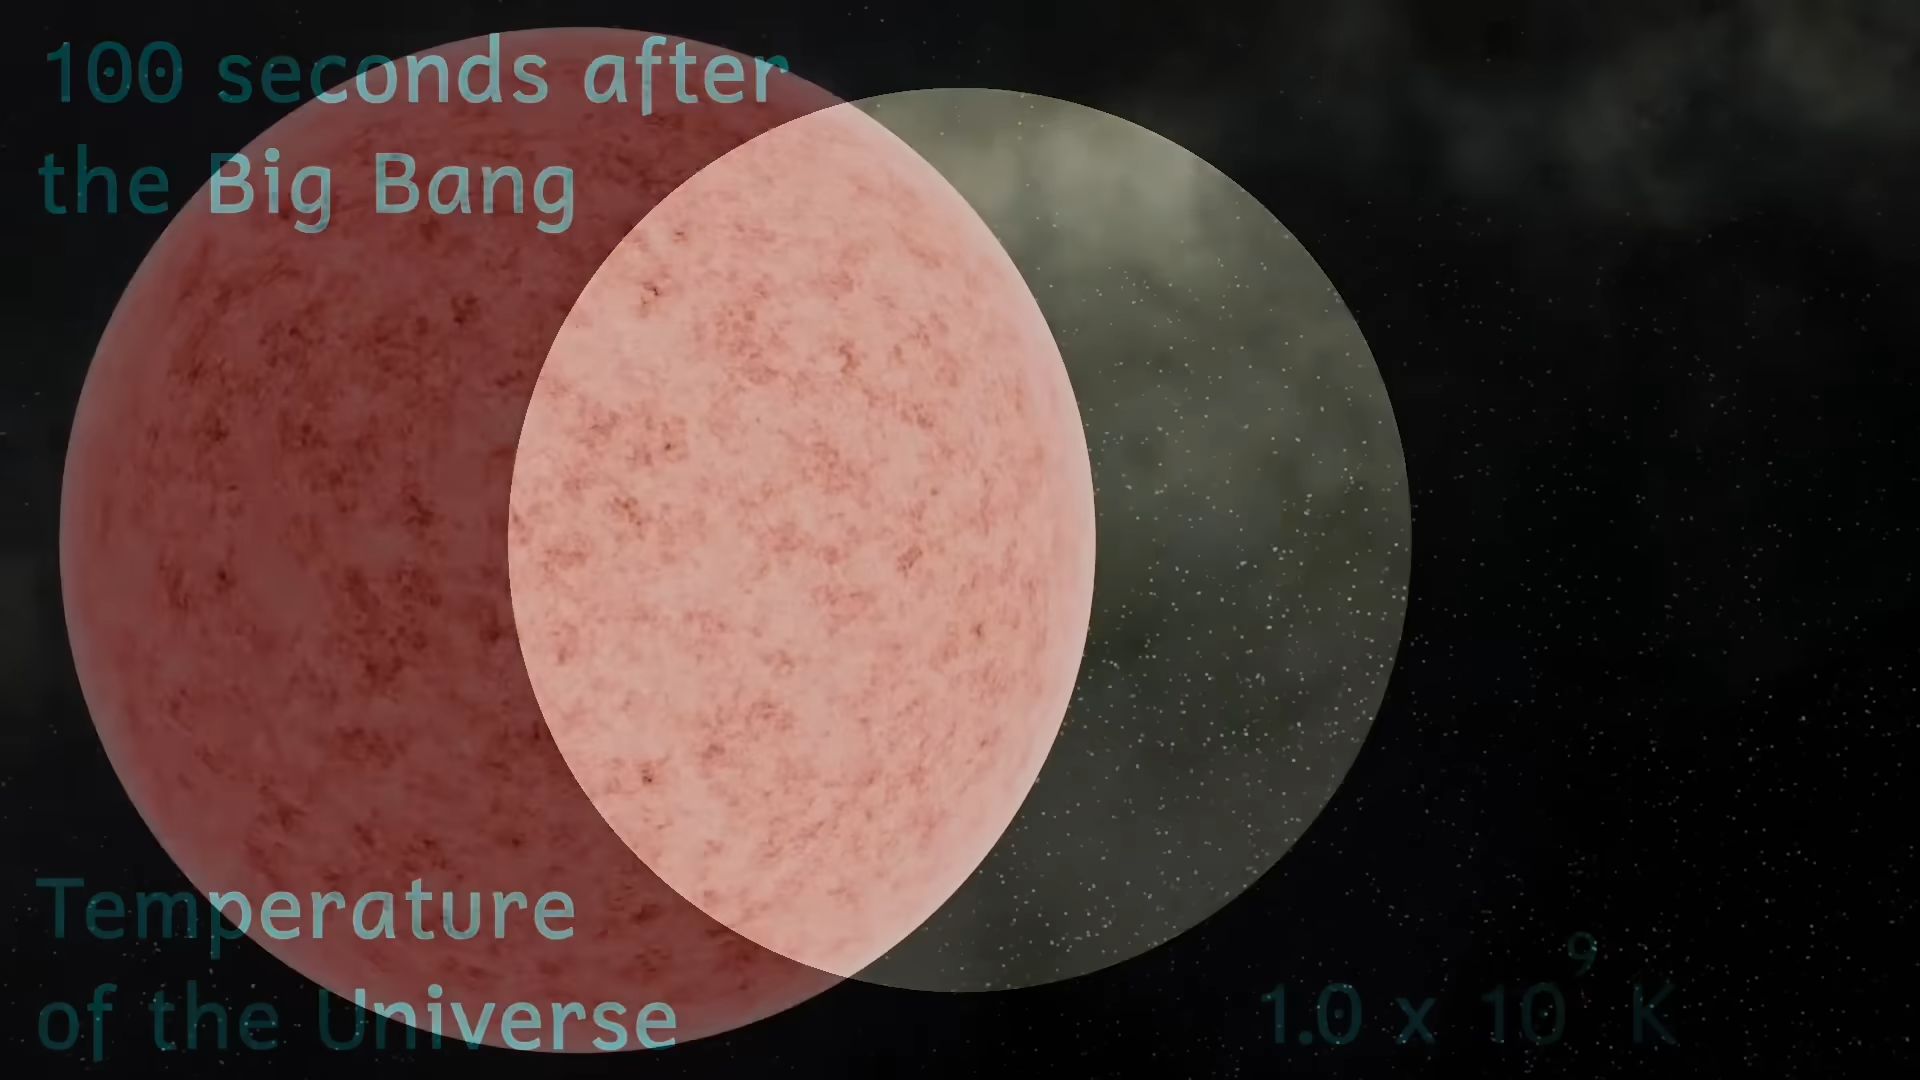 100 seconds after
the Big Bang
Temperature
of the Universe
1.0 x 10⁹ K